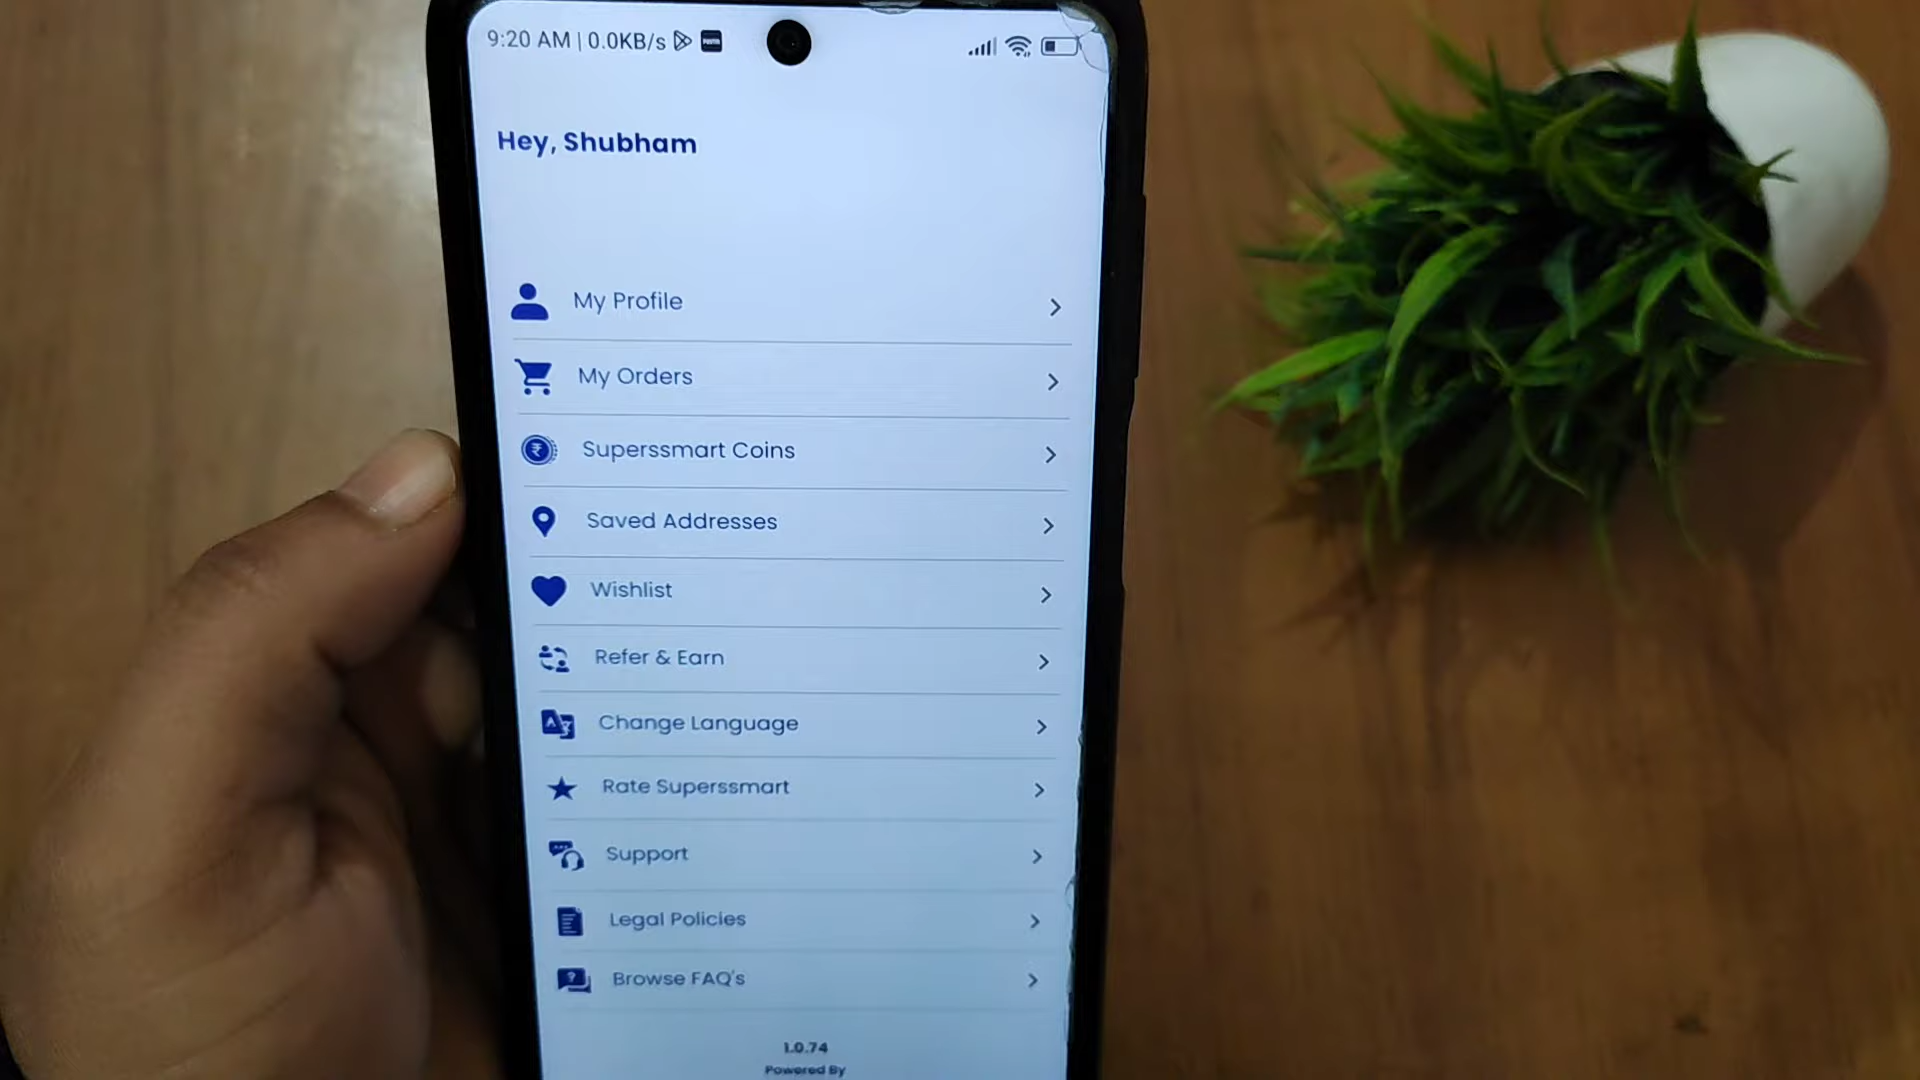 9:20 AM | 0.0KB/s
Hey, Shubham
My Profile
My Orders
Superssmart Coins
Saved Addresses
Wishlist
Refer & Earn
Change Language
Rate Superssmart
Support
Legal Policies
Browse FAQ's
1.0.74
Powered By